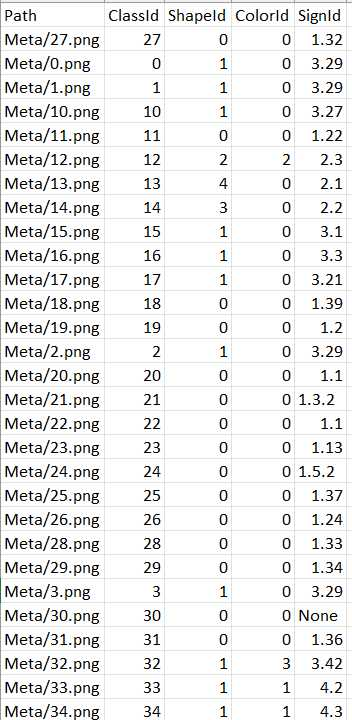 Path ClassId ShapeId ColorId SignId
Meta/27.png 27 0 0 1.32
Meta/0.png 0 1 0 3.29
Meta/1.png 1 1 0 3.29
Meta/10.png 10 1 0 3.27
Meta/11.png 11 0 0 1.22
Meta/12.png 12 2 2 2.3
Meta/13.png 13 4 0 2.1
Meta/14.png 14 3 0 2.2
Meta/15.png 15 1 0 3.1
Meta/16.png 16 1 0 3.3
Meta/17.png 17 1 0 3.21
Meta/18.png 18 0 0 1.39
Meta/19.png 19 0 0 1.2
Meta/2.png 2 1 0 3.29
Meta/20.png 20 0 0 1.1
Meta/21.png 21 0 0 1.3.2
Meta/22.png 22 0 0 1.1
Meta/23.png 23 0 0 1.13
Meta/24.png 24 0 0 1.5.2
Meta/25.png 25 0 0 1.37
Meta/26.png 26 0 0 1.24
Meta/28.png 28 0 0 1.33
Meta/29.png 29 0 0 1.34
Meta/3.png 3 1 0 3.29
Meta/30.png 30 0 0 None
Meta/31.png 31 0 0 1.36
Meta/32.png 32 1 3 3.42
Meta/33.png 33 1 1 4.2
Meta/34.png 34 1 1 4.3